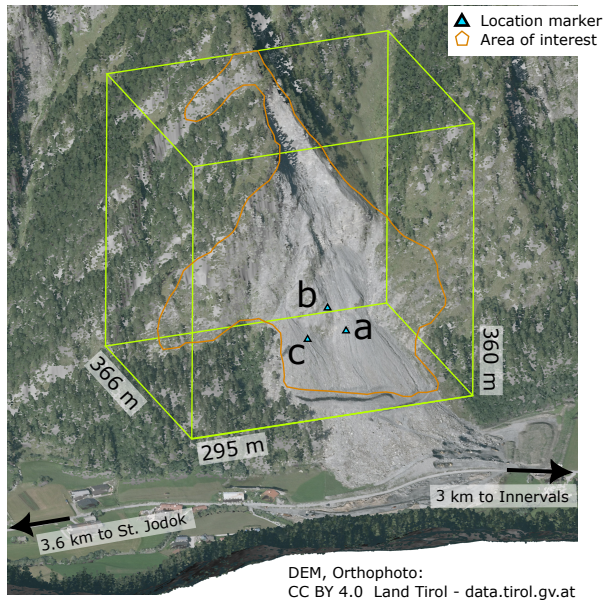 Location marker
Area of interest
b
a
c
366 m
360 m
295 m
3 km to Innervals
3.6 km to St. Jodok
DEM, Orthophoto:
CC BY 4.0 Land Tirol - data.tirol.gv.at